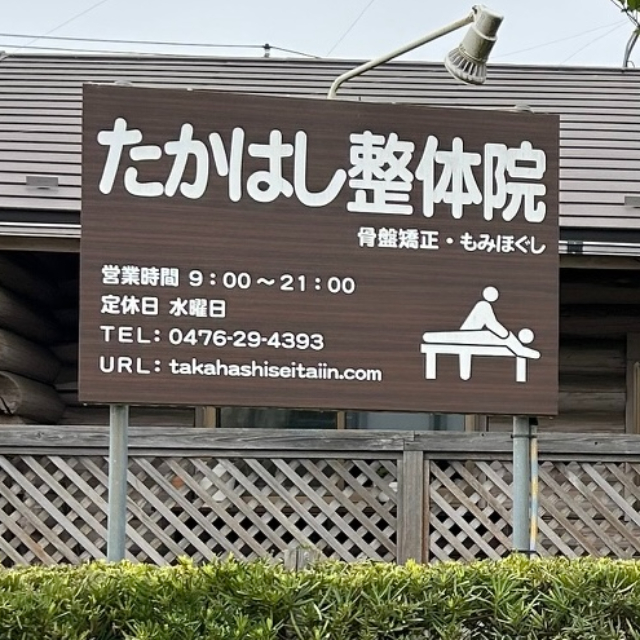 たかはし整体院
骨盤矯正・もみほぐし
営業時間 9：00～21：00
定休日 水曜日
TEL：0476-29-4393
URL：takahashiseitaiin.com